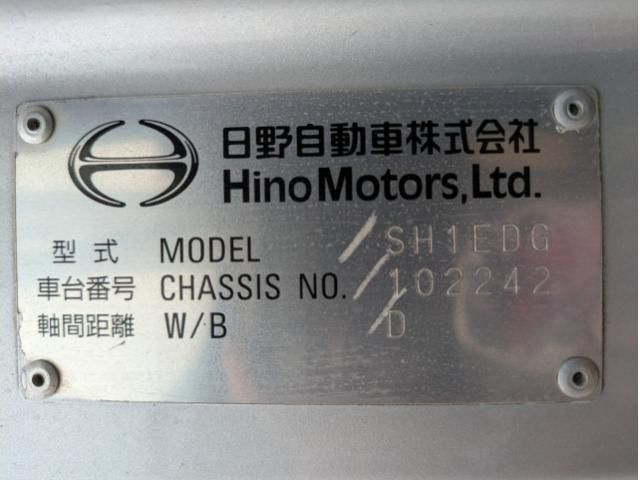 日野自動車株式会社
Hino Motors, Ltd.
型式 MODEL SH1EDG
車台番号 CHASSIS NO. 102242
軸間距離 W/B D